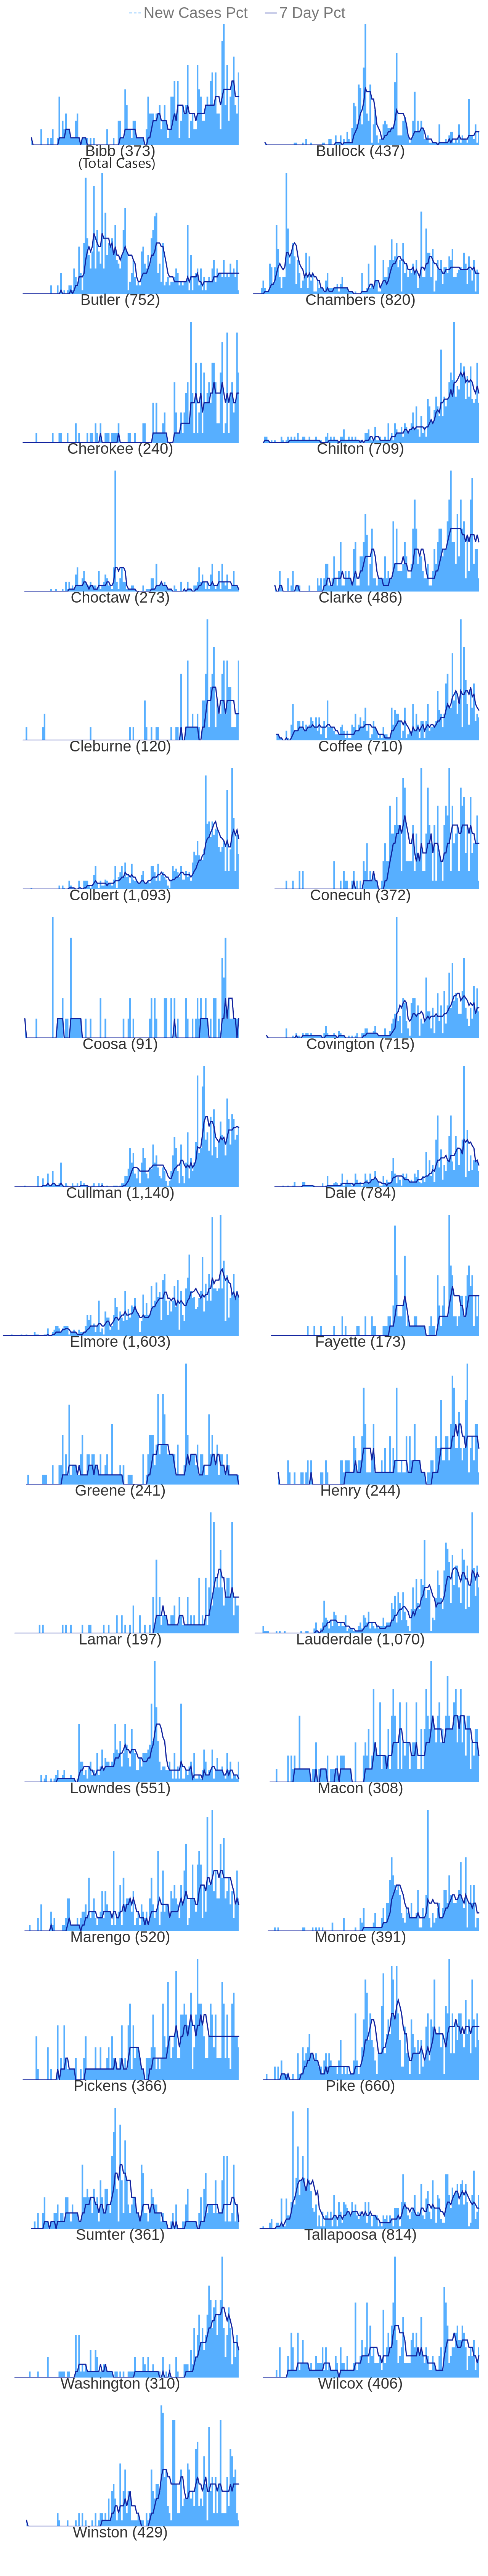 New Cases Pct 7 Day Pct
Bibb (373) Bullock (437)
(Total Cases)
Butler (752) Chambers (820)
Cherokee (240) Chilton (709)
Choctaw (273) Clarke (486)
Cleburne (120) Coffee (710)
Colbert (1,093) Conecuh (372)
Coosa (91) Covington (715)
Cullman (1,140) Dale (784)
Elmore (1,603) Fayette (173)
Greene (241) Henry (244)
Lamar (197) Lauderdale (1,070)
Lowndes (551) Macon (308)
Marengo (520) Monroe (391)
Pickens (366) Pike (660)
Sumter (361) Tallapoosa (814)
Washington (310) Wilcox (406)
Winston (429)